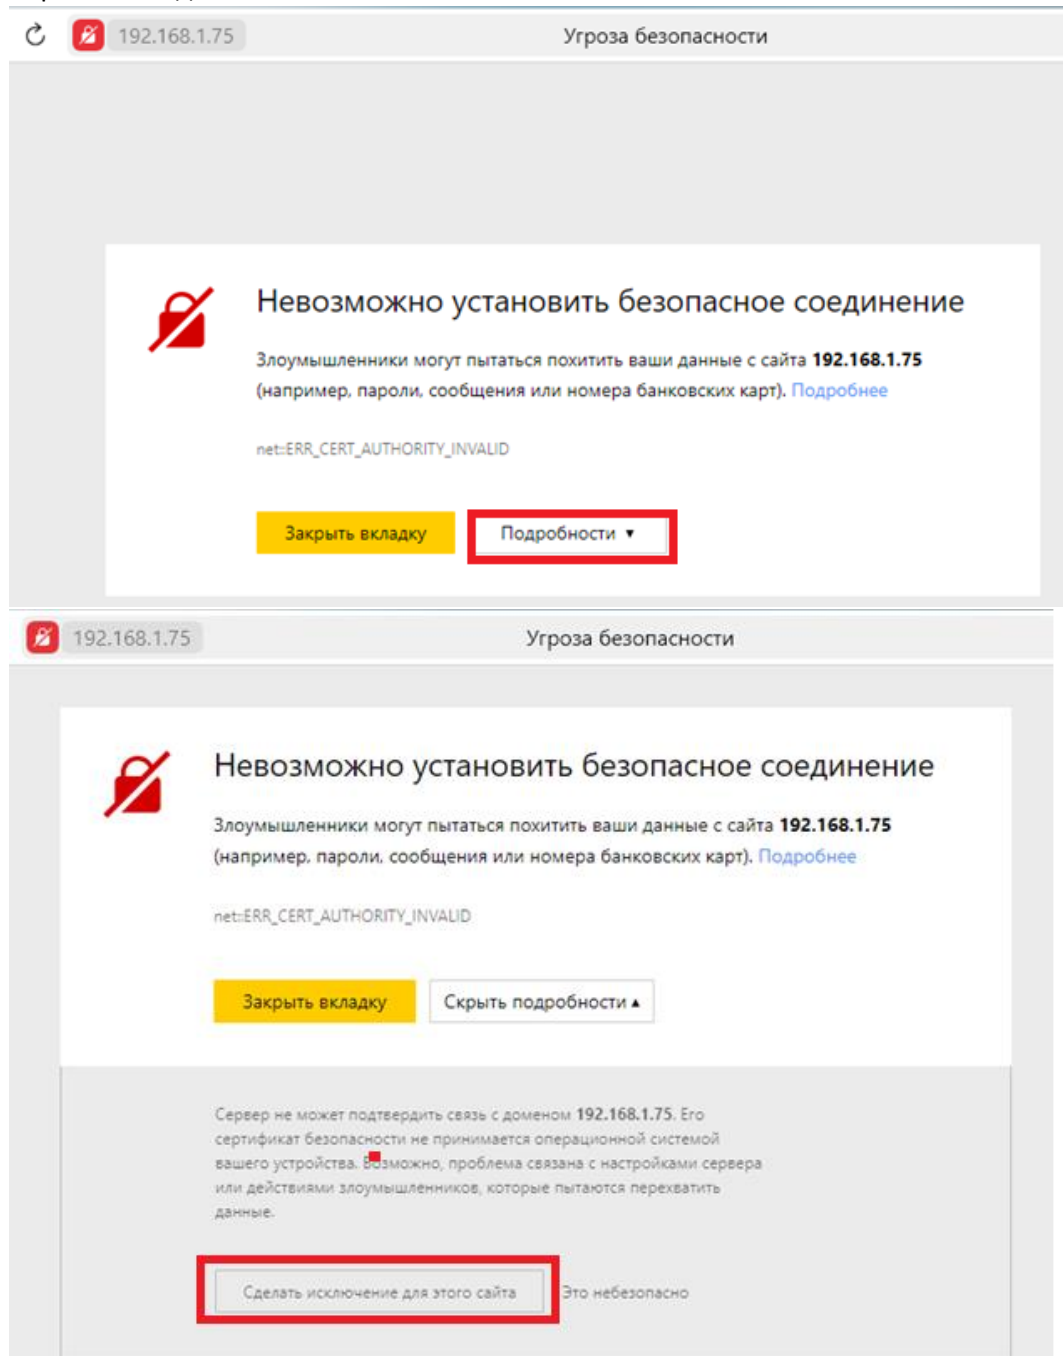 192.168.1.75
Угроза безопасности
Невозможно установить безопасное соединение
Злоумышленники могут пытаться похитить ваши данные с сайта 192.168.1.75
(например, пароли, сообщения или номера банковских карт). Подробнее
net::ERR_CERT_AUTHORITY_INVALID
Закрыть вкладку
Подробности ▼
192.168.1.75
Угроза безопасности
Невозможно установить безопасное соединение
Злоумышленники могут пытаться похитить ваши данные с сайта 192.168.1.75
(например, пароли, сообщения или номера банковских карт). Подробнее
net::ERR_CERT_AUTHORITY_INVALID
Закрыть вкладку
Скрыть подробности ▲
Сервер не может подтвердить связь с доменом 192.168.1.75. Его
сертификат безопасности не принимается операционной системой
вашего устройства. Возможно, проблема связана с настройками сервера
или действиями злоумышленников, которые пытаются перехватить
данные.
Сделать исключение для этого сайта
Это небезопасно